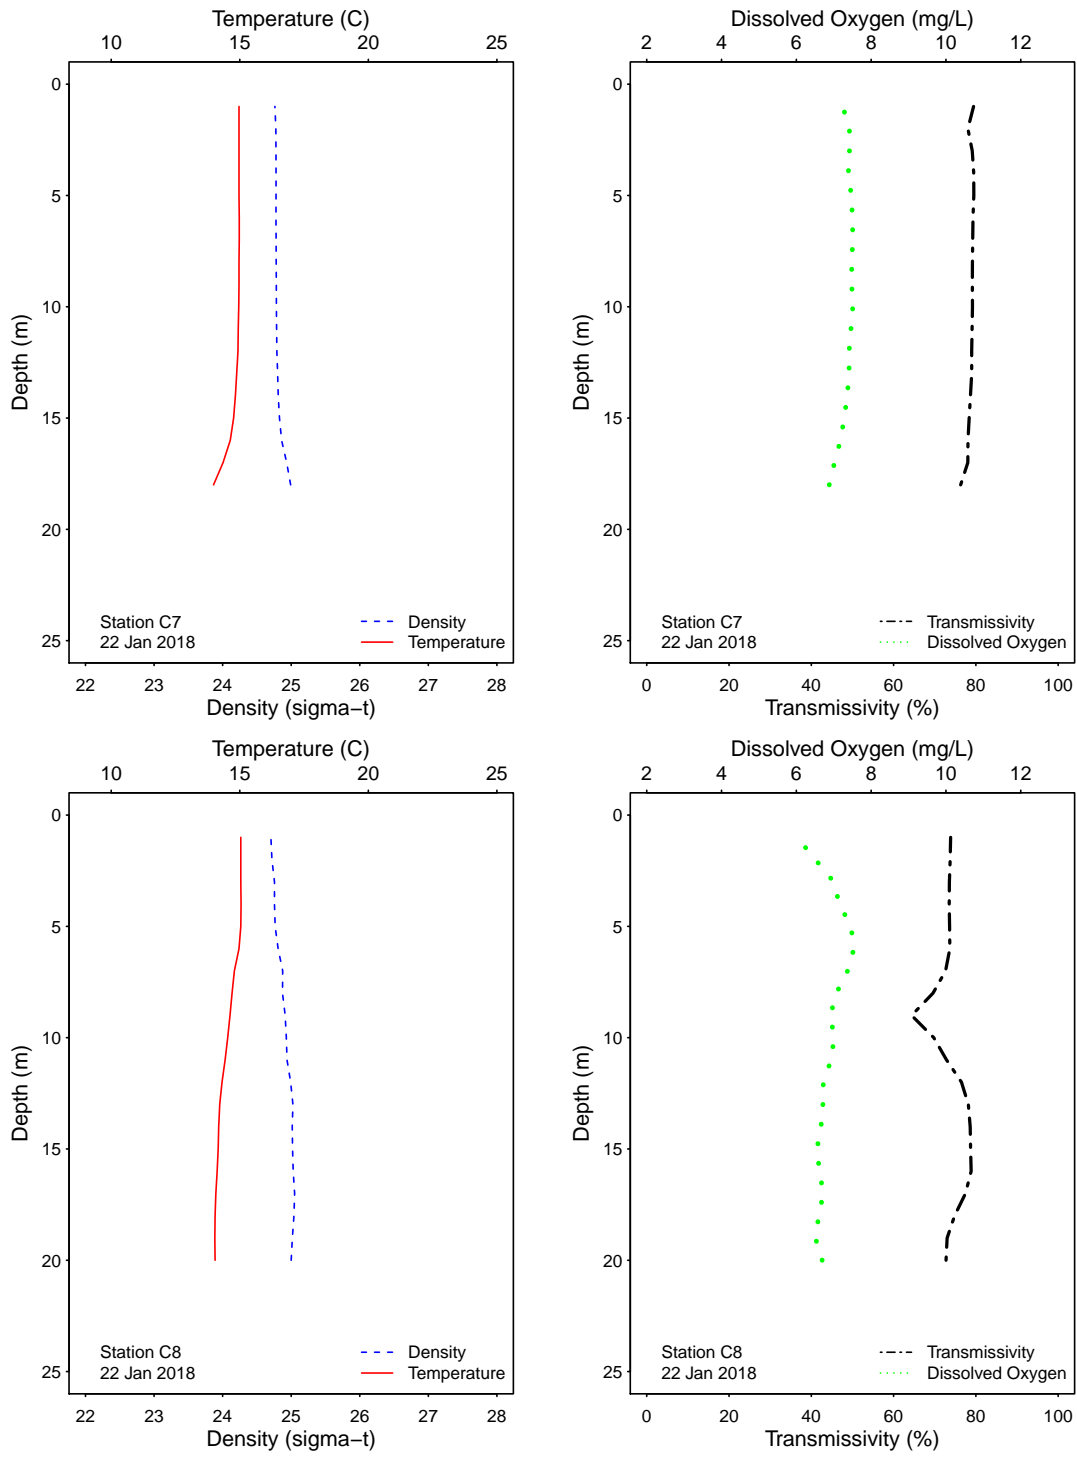 Temperature (C)
10 15 20 25
0
5
10
15
20
25
Depth (m)
Station C7
22 Jan 2018
Density
Temperature
22 23 24 25 26 27 28
Density (sigma−t)
Dissolved Oxygen (mg/L)
2 4 6 8 10 12
0
5
10
15
20
25
Depth (m)
Station C7
22 Jan 2018
Transmissivity
Dissolved Oxygen
0 20 40 60 80 100
Transmissivity (%)
Temperature (C)
10 15 20 25
0
5
10
15
20
25
Depth (m)
Station C8
22 Jan 2018
Density
Temperature
22 23 24 25 26 27 28
Density (sigma−t)
Dissolved Oxygen (mg/L)
2 4 6 8 10 12
0
5
10
15
20
25
Depth (m)
Station C8
22 Jan 2018
Transmissivity
Dissolved Oxygen
0 20 40 60 80 100
Transmissivity (%)